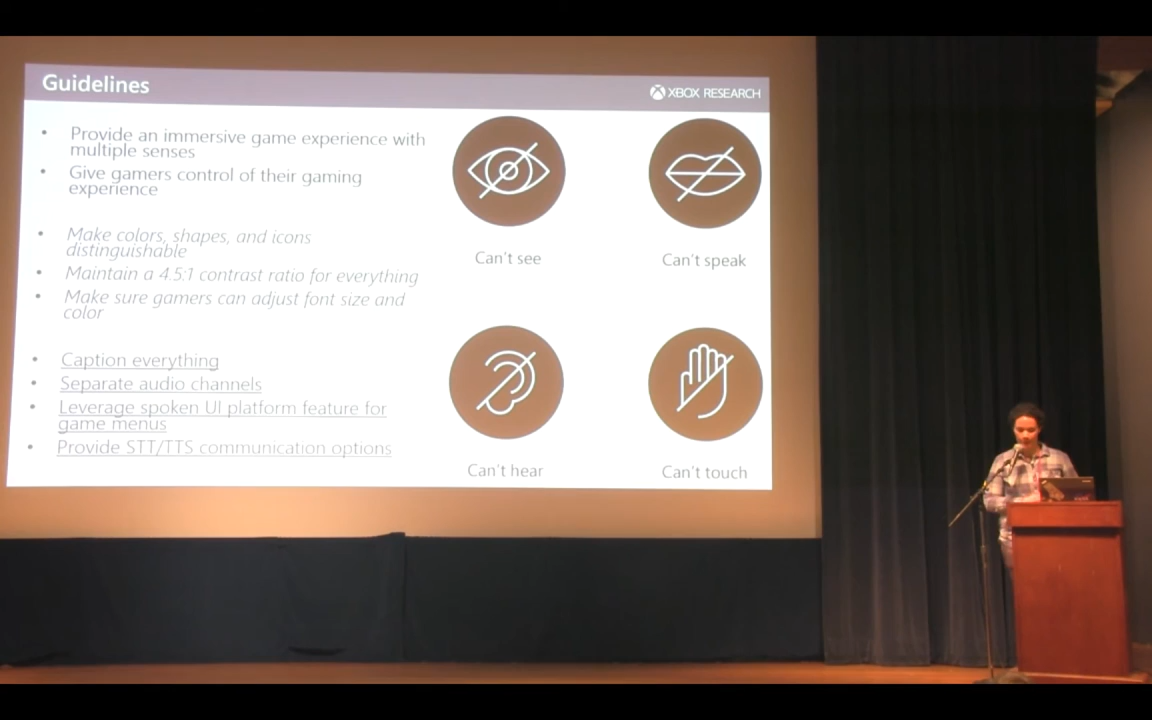 Guidelines
XBOX RESEARCH
• Provide an immersive game experience with
multiple senses
• Give gamers control of their gaming
experience
• Make colors, shapes, and icons
distinguishable
• Maintain a 4.5:1 contrast ratio for everything
• Make sure gamers can adjust font size and
color
• Caption everything
• Separate audio channels
• Leverage spoken UI platform feature for
game menus
• Provide STT/TTS communication options
Can't see
Can't speak
Can't hear
Can't touch